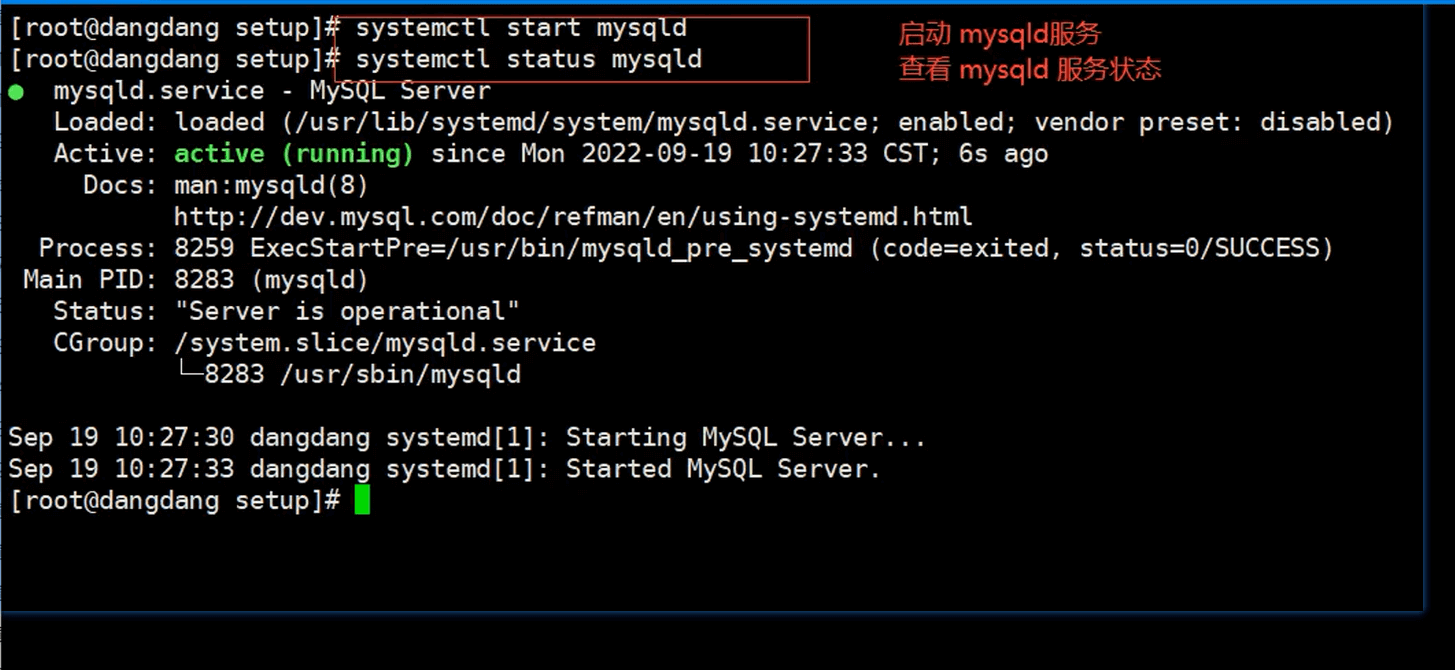 [root@dangdang setup]# systemctl start mysqld
启动 mysqld服务
[root@dangdang setup]# systemctl status mysqld
查看 mysqld 服务状态
● mysqld.service - MySQL Server
Loaded: loaded (/usr/lib/systemd/system/mysqld.service; enabled; vendor preset: disabled)
Active: active (running) since Mon 2022-09-19 10:27:33 CST; 6s ago
Docs: man:mysqld(8)
http://dev.mysql.com/doc/refman/en/using-systemd.html
Process: 8259 ExecStartPre=/usr/bin/mysqld_pre_systemd (code=exited, status=0/SUCCESS)
Main PID: 8283 (mysqld)
Status: "Server is operational"
CGroup: /system.slice/mysqld.service
└─8283 /usr/sbin/mysqld
Sep 19 10:27:30 dangdang systemd[1]: Starting MySQL Server...
Sep 19 10:27:33 dangdang systemd[1]: Started MySQL Server.
[root@dangdang setup]#